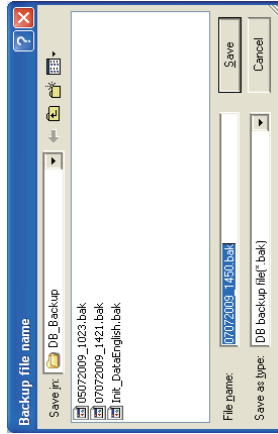 Backup file name
Save in: DB_Backup
05072009_1023.bak
07072009_1421.bak
Init_DataEnglish.bak
File name: 07072009_1450.bak Save
Save as type: DB backup file(*.bak) Cancel